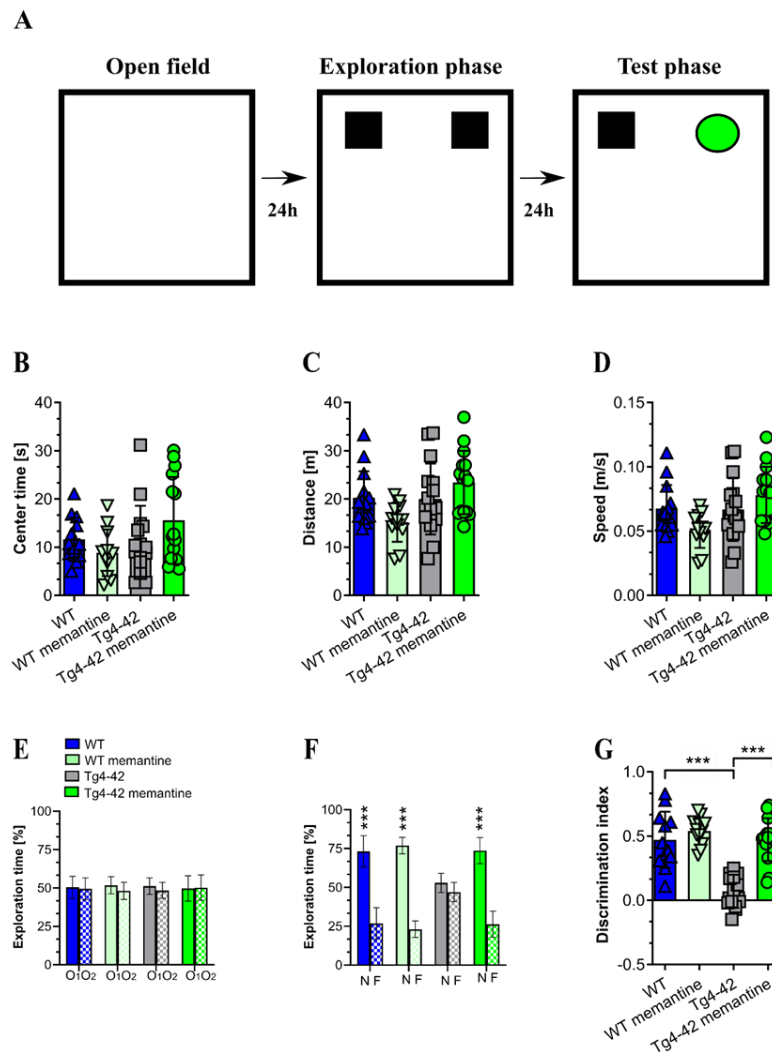 A
Open field
Exploration phase
Test phase
24h
24h
B
Center time [s]
40
30
20
10
0
WT
WT memantine
Tg4-42
Tg4-42 memantine
C
Distance [m]
40
30
20
10
0
WT
WT memantine
Tg4-42
Tg4-42 memantine
D
Speed [m/s]
0.15
0.10
0.05
0.00
WT
WT memantine
Tg4-42
Tg4-42 memantine
E
WT
WT memantine
Tg4-42
Tg4-42 memantine
Exploration time [%]
100
75
50
25
0
O1O2
O1O2
O1O2
O1O2
F
Exploration time [%]
100
75
50
25
0
***
***
***
N F
N F
N F
N F
G
Discrimination index
1.0
0.5
0.0
-0.5
***
***
WT
WT memantine
Tg4-42
Tg4-42 memantine